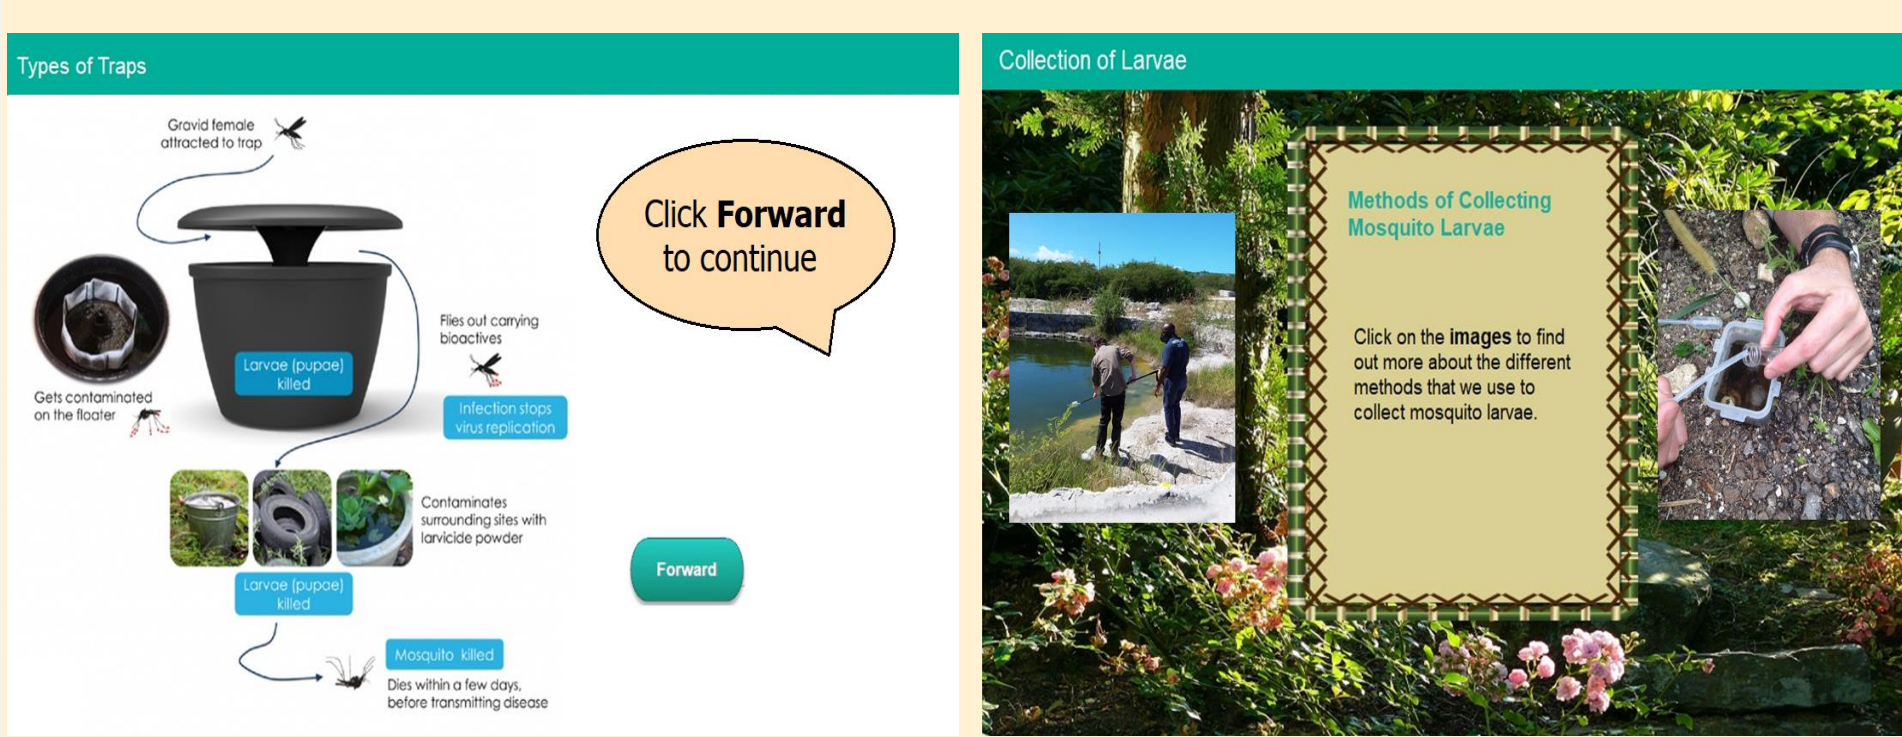 Types of Traps
Gravid female
attracted to trap
Click Forward
to continue
Flies out carrying
bioactives
Larvae (pupae)
killed
Gets contaminated
on the floater
Infection stops
virus replication
Contaminates
surrounding sites with
larvicide powder
Forward
Larvae (pupae)
killed
Mosquito killed
Dies within a few days,
before transmitting disease
Collection of Larvae
Methods of Collecting
Mosquito Larvae
Click on the images to find
out more about the different
methods that we use to
collect mosquito larvae.